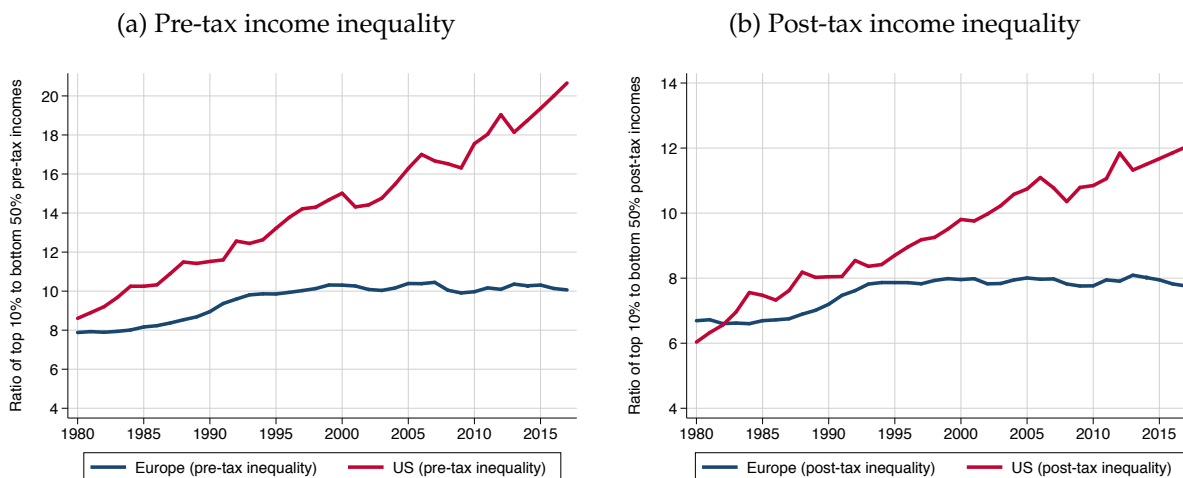 (a) Pre-tax income inequality
Ratio of top 10% to bottom 50% pre-tax incomes
20
18
16
14
12
10
8
6
4
1980 1985 1990 1995 2000 2005 2010 2015
Europe (pre-tax inequality) US (pre-tax inequality)
(b) Post-tax income inequality
Ratio of top 10% to bottom 50% post-tax incomes
14
12
10
8
6
4
1980 1985 1990 1995 2000 2005 2010 2015
Europe (post-tax inequality) US (post-tax inequality)